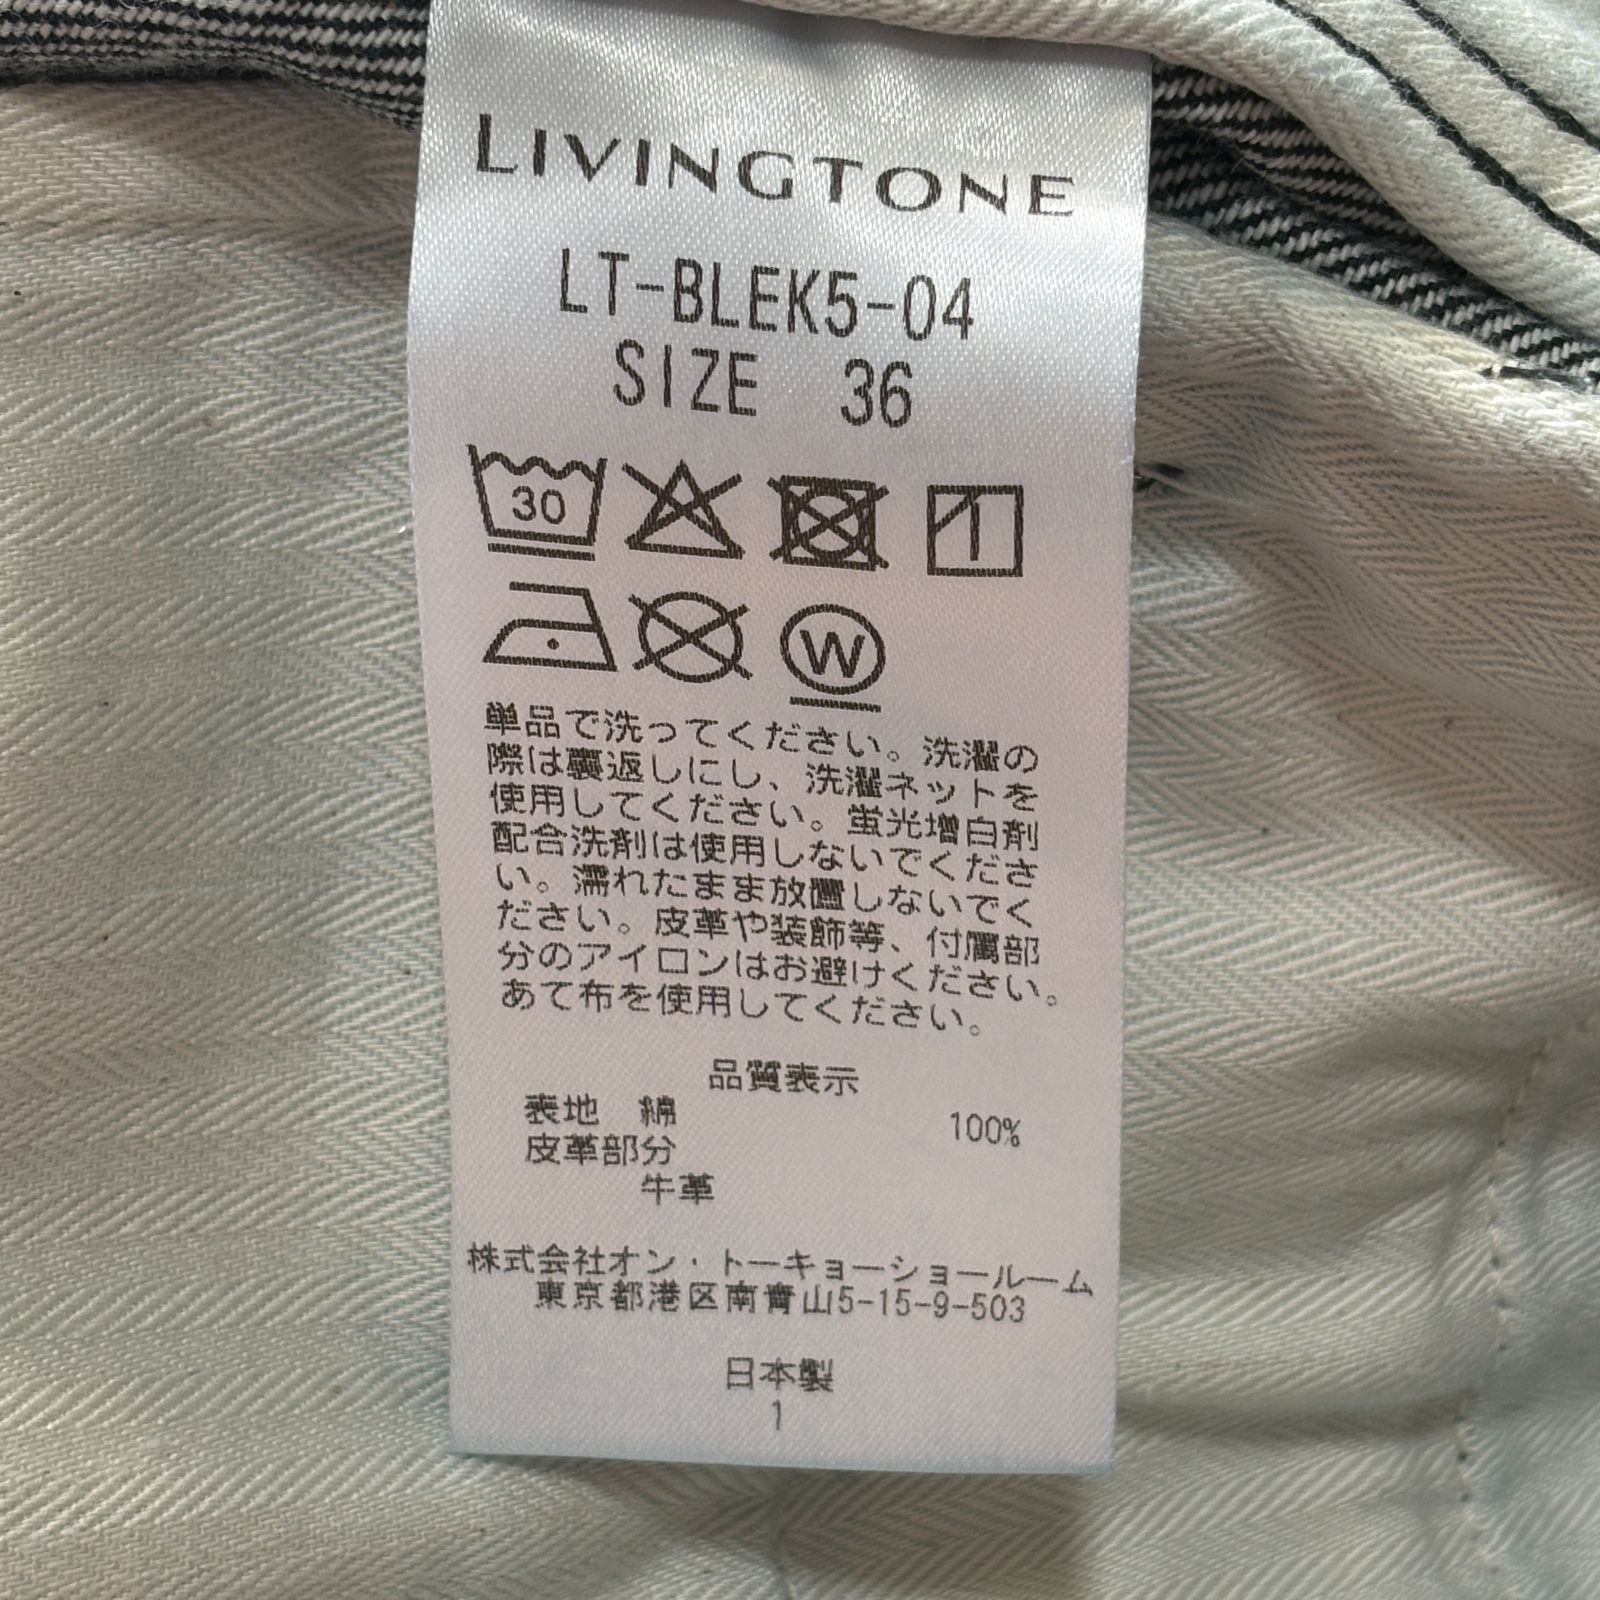 LIVINGTONE
LT-BLEK5-04
SIZE 36
30
W
単品で洗ってください。洗濯の
際は裏返しにし、洗濯ネットを
使用してください。蛍光増白剤
配合洗剤は使用しないでくださ
い。濡れたまま放置しないでく
ださい。皮革や装飾等、付属部
分のアイロンはお避けください。
あて布を使用してください。
品質表示
表地 綿 100%
皮革部分
牛革
株式会社オン・トーキョーショールーム
東京都港区南青山5-15-9-503
日本製
1